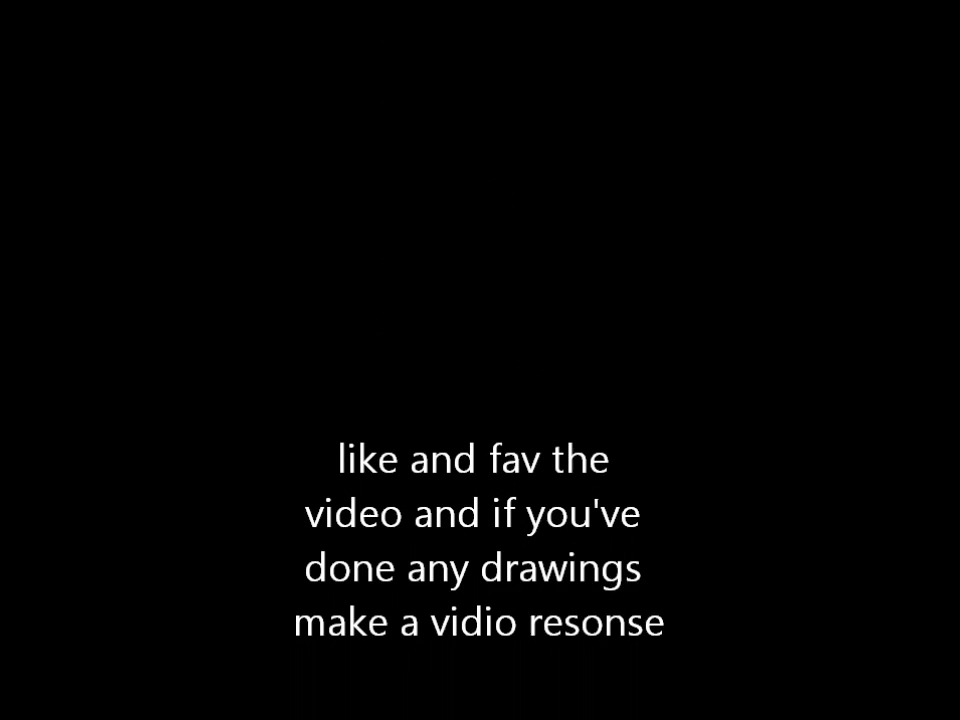 like and fav the
video and if you've
done any drawings
make a vidio resonse